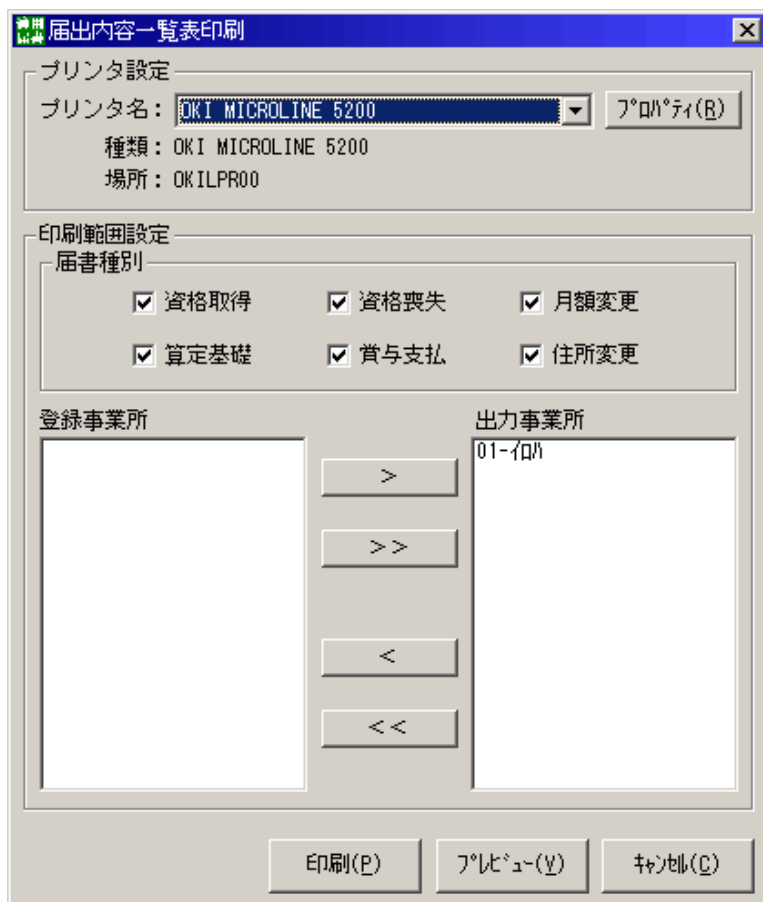 届出内容一覧表印刷
プリンタ設定
プリンタ名： OKI MICROLINE 5200 ﾌﾟﾛﾊﾟﾃｨ(R)
種類： OKI MICROLINE 5200
場所： OKILPR00
印刷範囲設定
届書種別
資格取得 資格喪失 月額変更
算定基礎 賞与支払 住所変更
登録事業所 出力事業所
01-ｲﾛﾊ
>
>>
<
<<
印刷(P) ﾌﾟﾚﾋﾞｭｰ(V) ｷｬﾝｾﾙ(C)